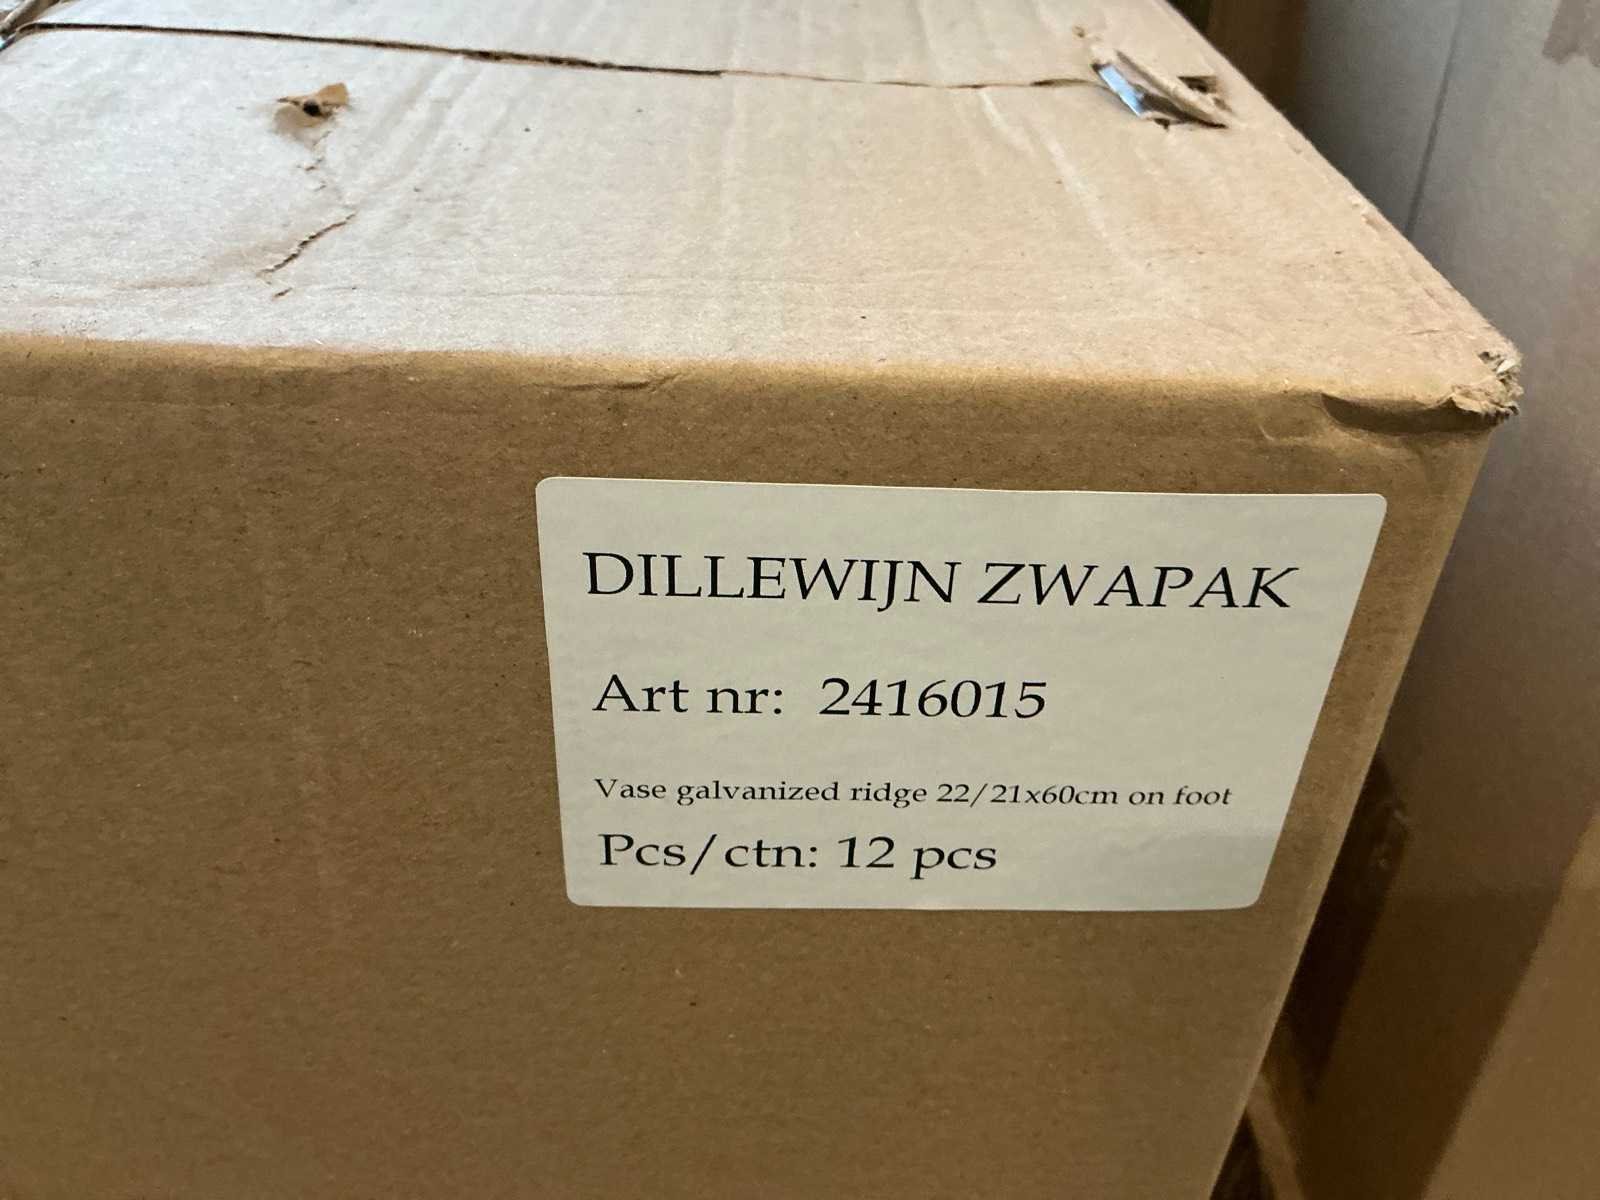 DILLEWIJN ZWAPAK
Art nr: 2416015
Vase galvanized ridge 22/21x60cm on foot
Pcs/ctn: 12 pcs